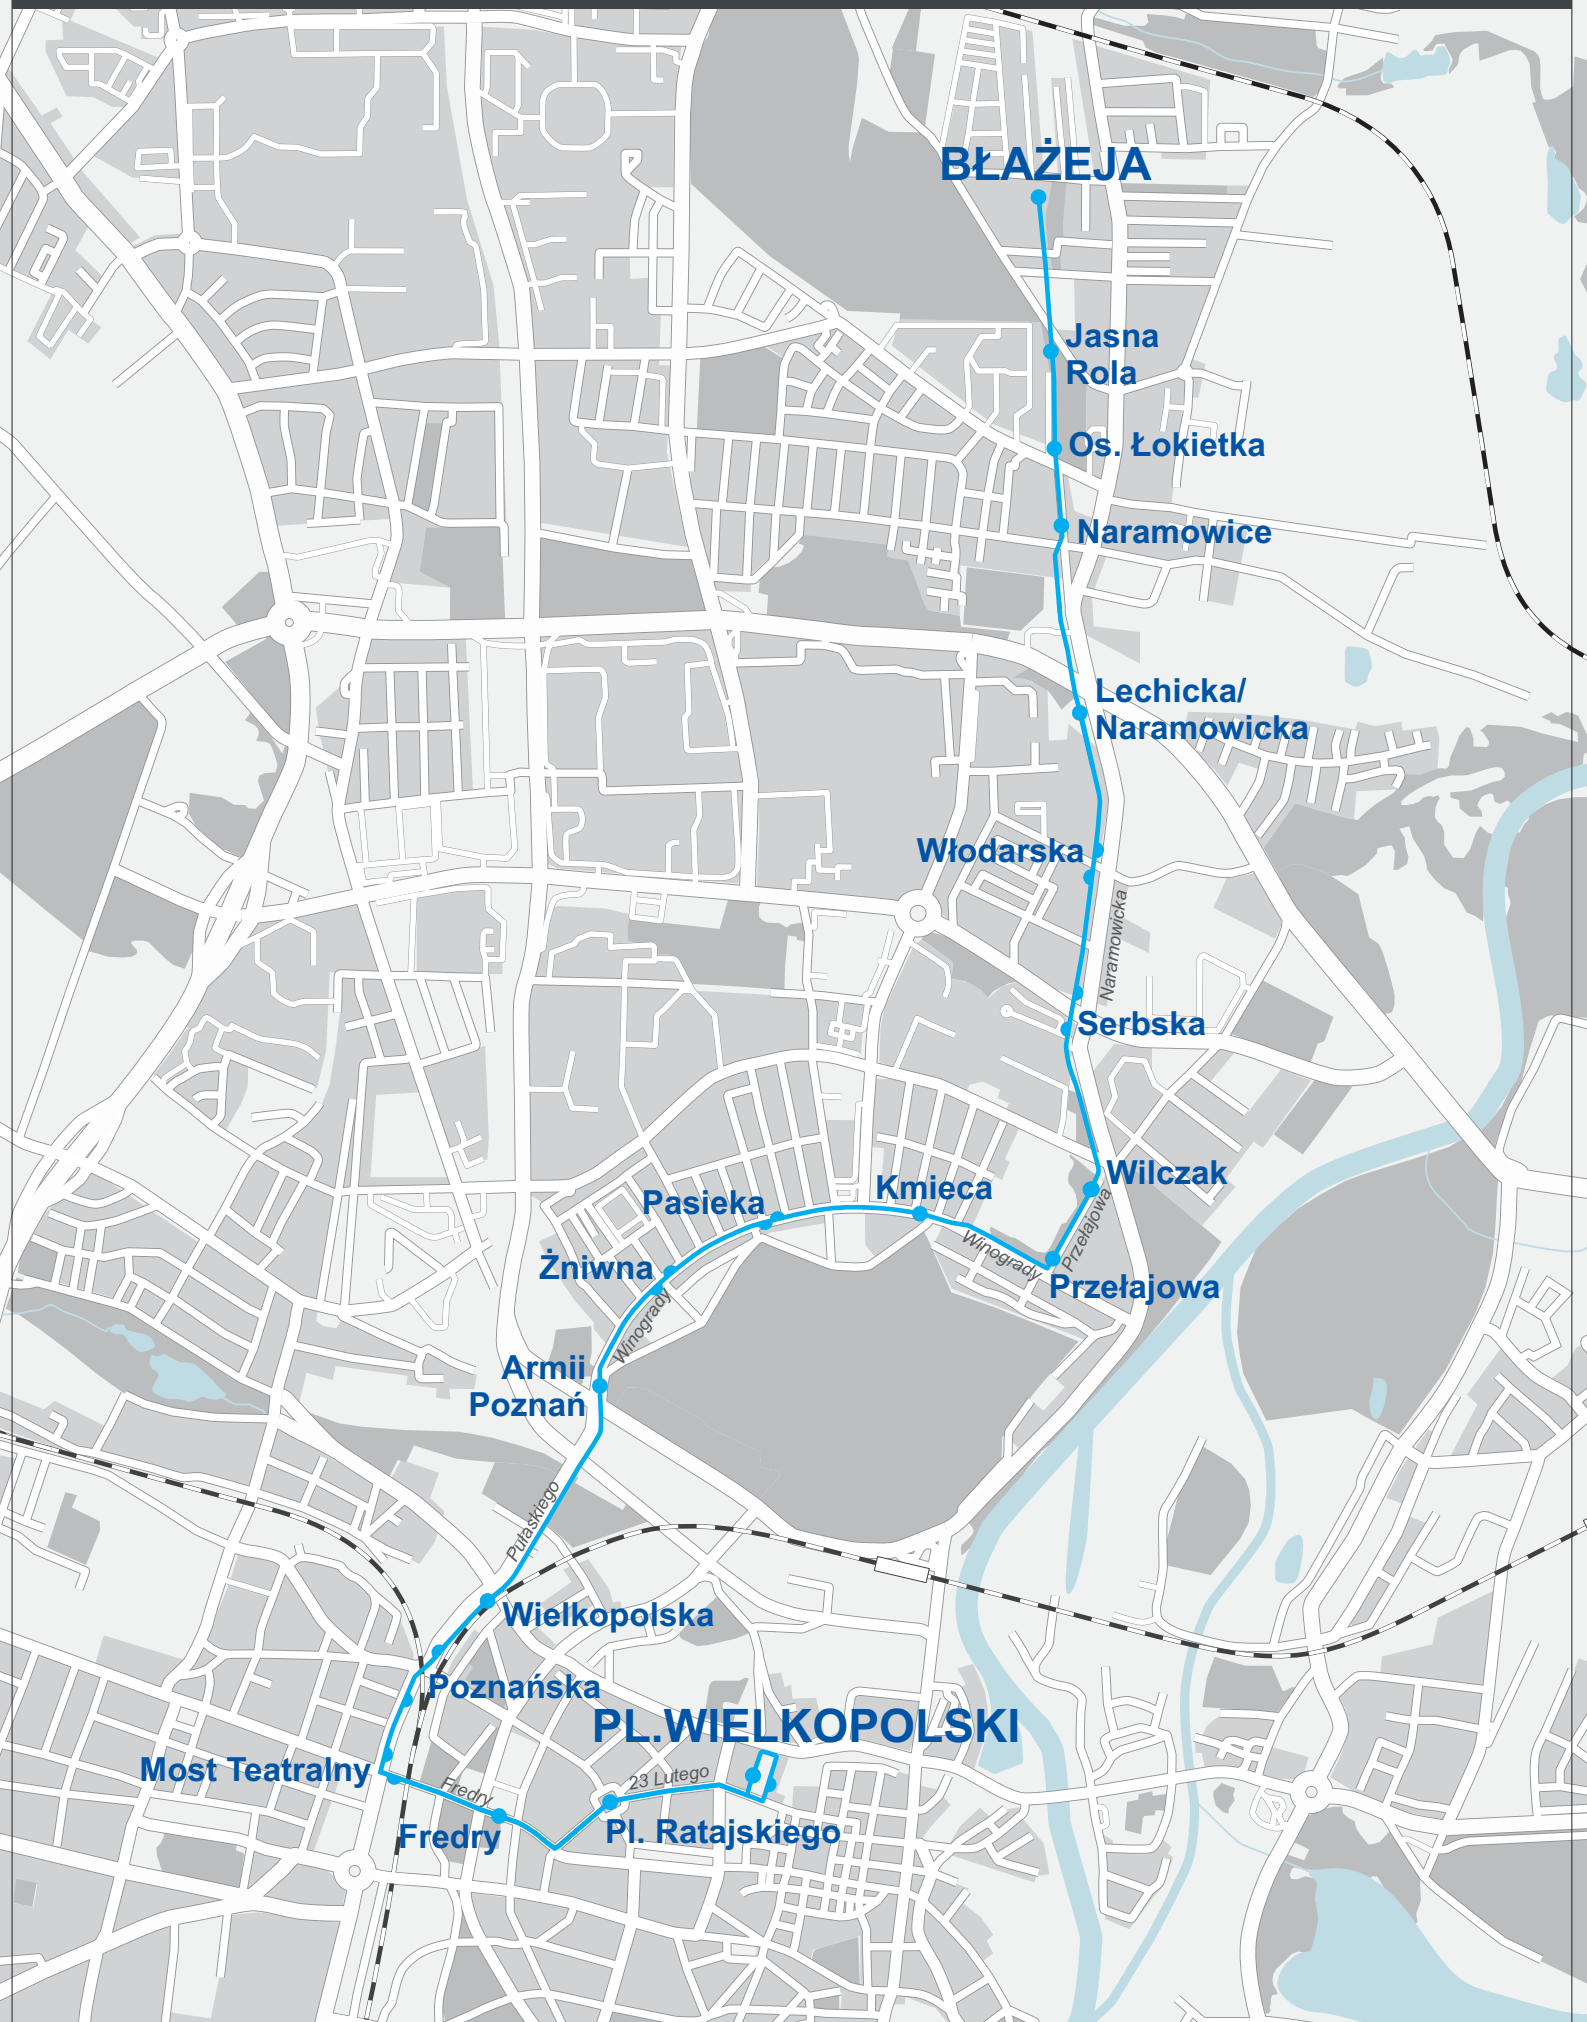 BŁAŻEJA
Jasna
Rola
Os. Łokietka
Naramowice
Lechicka/
Naramowicka
Włodarska
Naramowicka
Serbska
Wilczak
Kmieca
Pasieka
Przełajowa
Winogrady
Żniwna
Przełajowa
Winogrady
Armii
Poznań
Pułaskiego
Wielkopolska
Poznańska
PL.WIELKOPOLSKI
Most Teatralny
23 Lutego
Fredry
Pl. Ratajskiego
Fredry